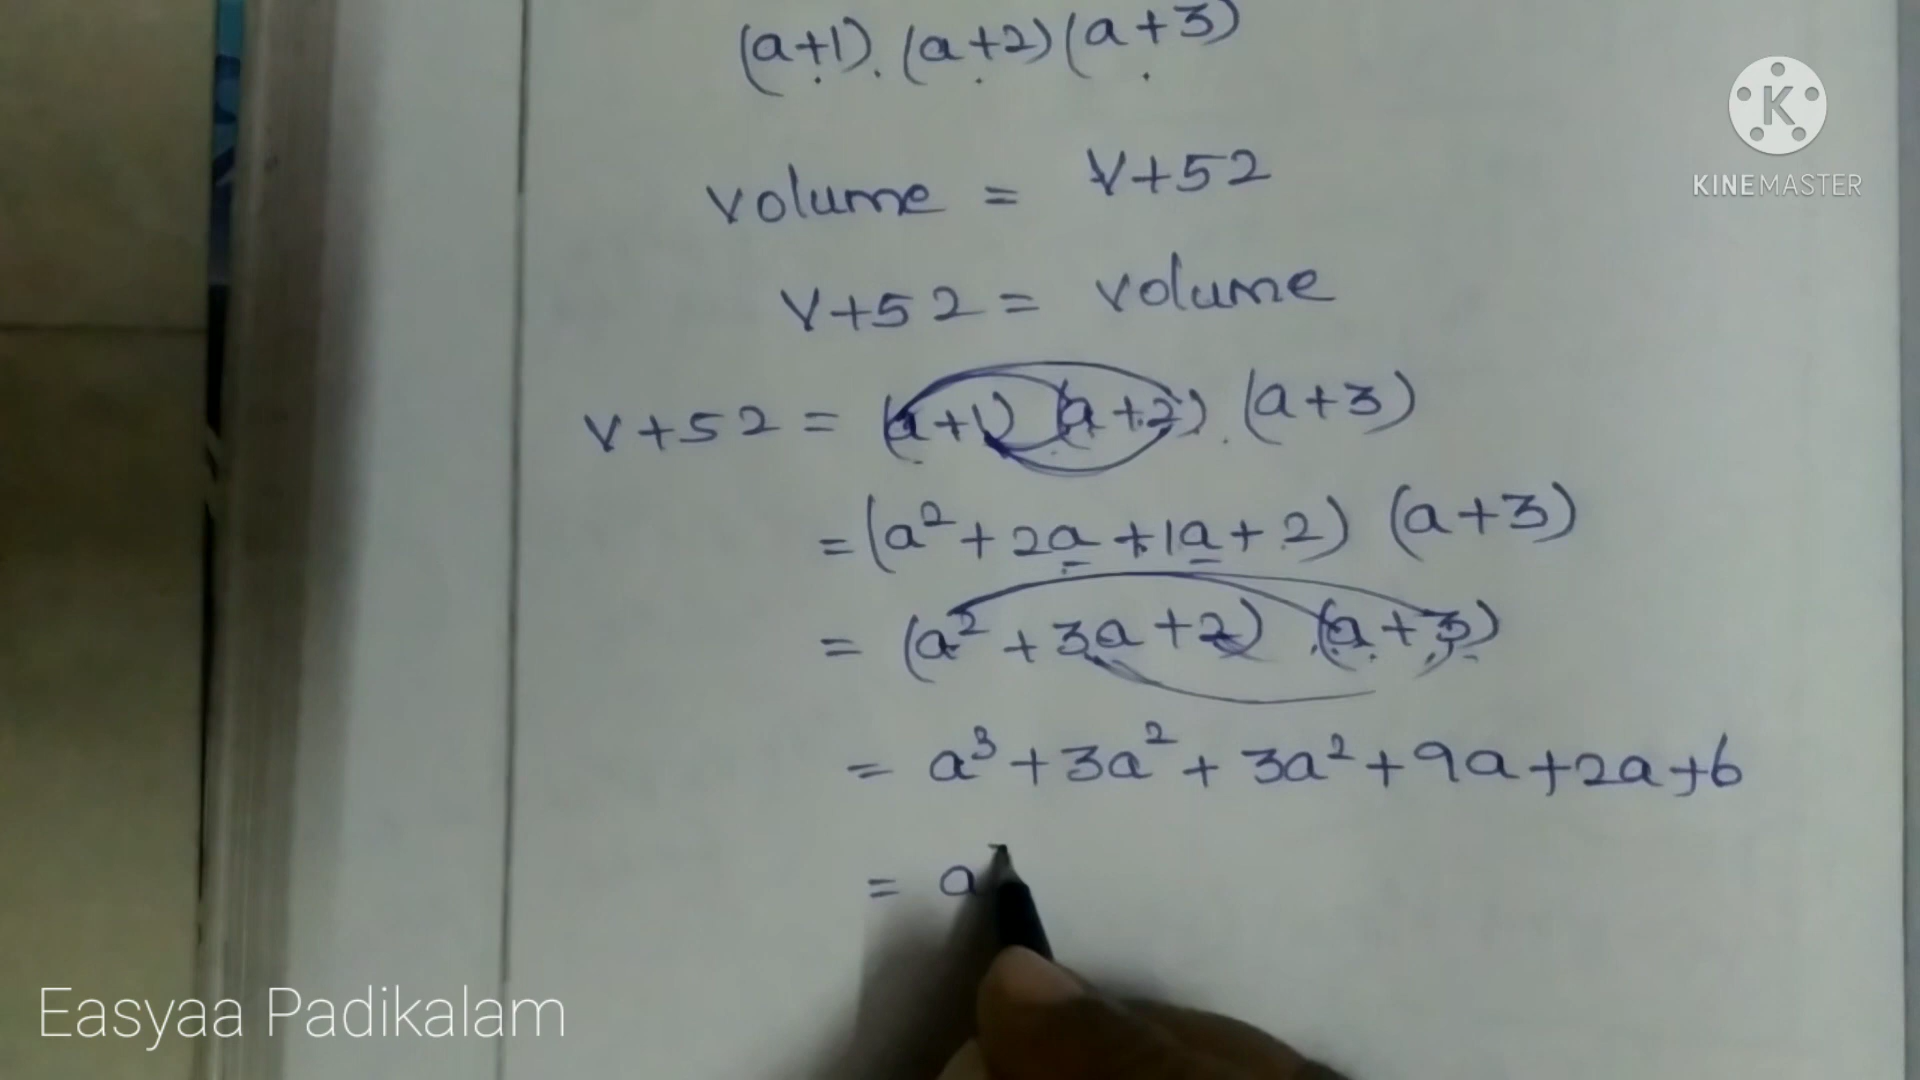 (a+1).(a+2)(a+3)
K
KINEMASTER
volume = V+52
V+52 = volume
V+52 = (a+1)(a+2).(a+3)
=(a²+2a+1a+2) (a+3)
= (a²+3a+2) (a+3)
= a³+3a²+3a²+9a+2a+6
= a
Easyaa Padikalam